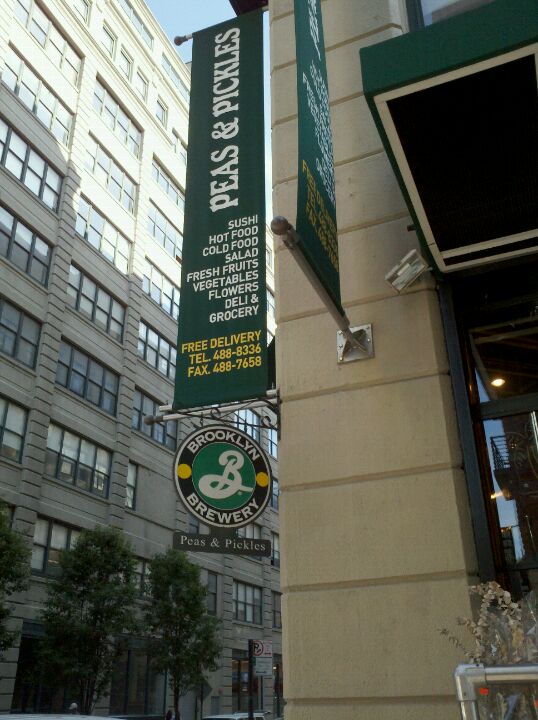 PEAS & PICKLES
SUSHI
HOT FOOD
COLD FOOD
SALAD
FRESH FRUITS
VEGETABLES
FLOWERS
DELI &
GROCERY
FREE DELIVERY
TEL. 488-8336
FAX. 488-7658
BROOKLYN
B
BREWERY
Peas & Pickles